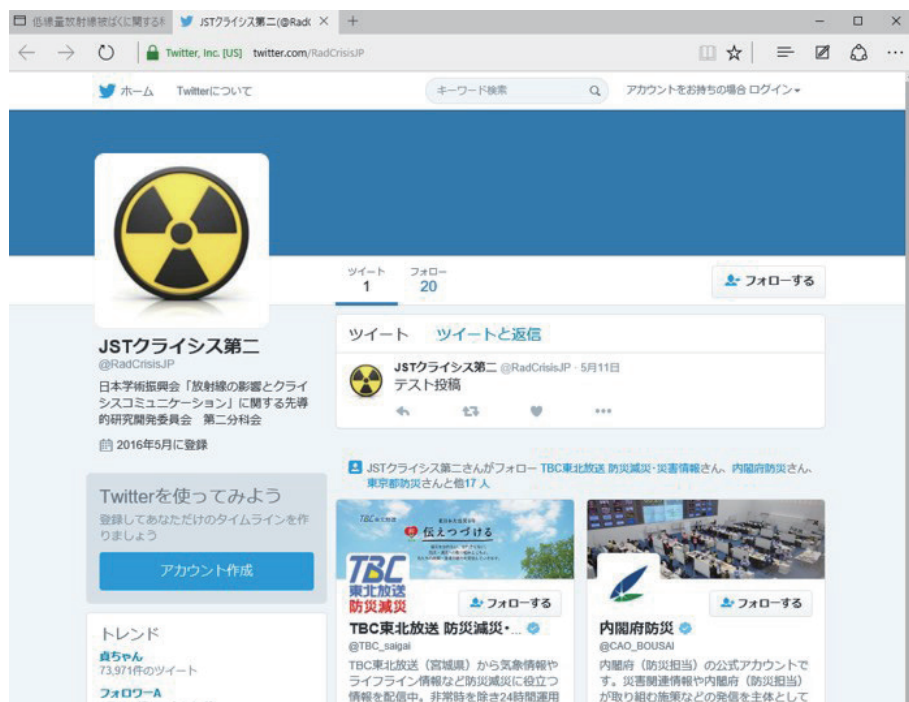 低線量放射線被ばくに関する
JSTクライシス第二(@Rad
Twitter, Inc. [US] twitter.com/RadCrisisJP
ホーム Twitterについて
キーワード検索
アカウントをお持ちの場合 ログイン
ツイート
1
フォロー
20
フォローする
JSTクライシス第二
@RadCrisisJP
日本学術振興会「放射線の影響とクライ
シスコミュニケーション」に関する先導
的研究開発委員会 第二分科会
2016年5月に登録
Twitterを使ってみよう
登録してあなただけのタイムラインを作
りましょう
アカウント作成
トレンド
貞ちゃん
73,971件のツイート
フォロワーA
ツイート ツイートと返信
JSTクライシス第二 @RadCrisisJP · 5月11日
テスト投稿
JSTクライシス第二さんがフォロー TBC東北放送 防災減災・災害情報さん、内閣府防災さん、
東京都防災さんと他17 人
TBC東北放送
伝えつづける
TBC
東北放送
防災減災
フォローする
TBC東北放送 防災減災・...
@TBC_saigai
TBC東北放送（宮城県）から気象情報や
ライフライン情報など防災減災に役立つ
情報を配信中。非常時を除き24時間運用
フォローする
内閣府防災
@CAO_BOUSAI
内閣府（防災担当）の公式アカウントで
す。災害関連情報や内閣府（防災担当）
が取り組む施策などの発信を主体として